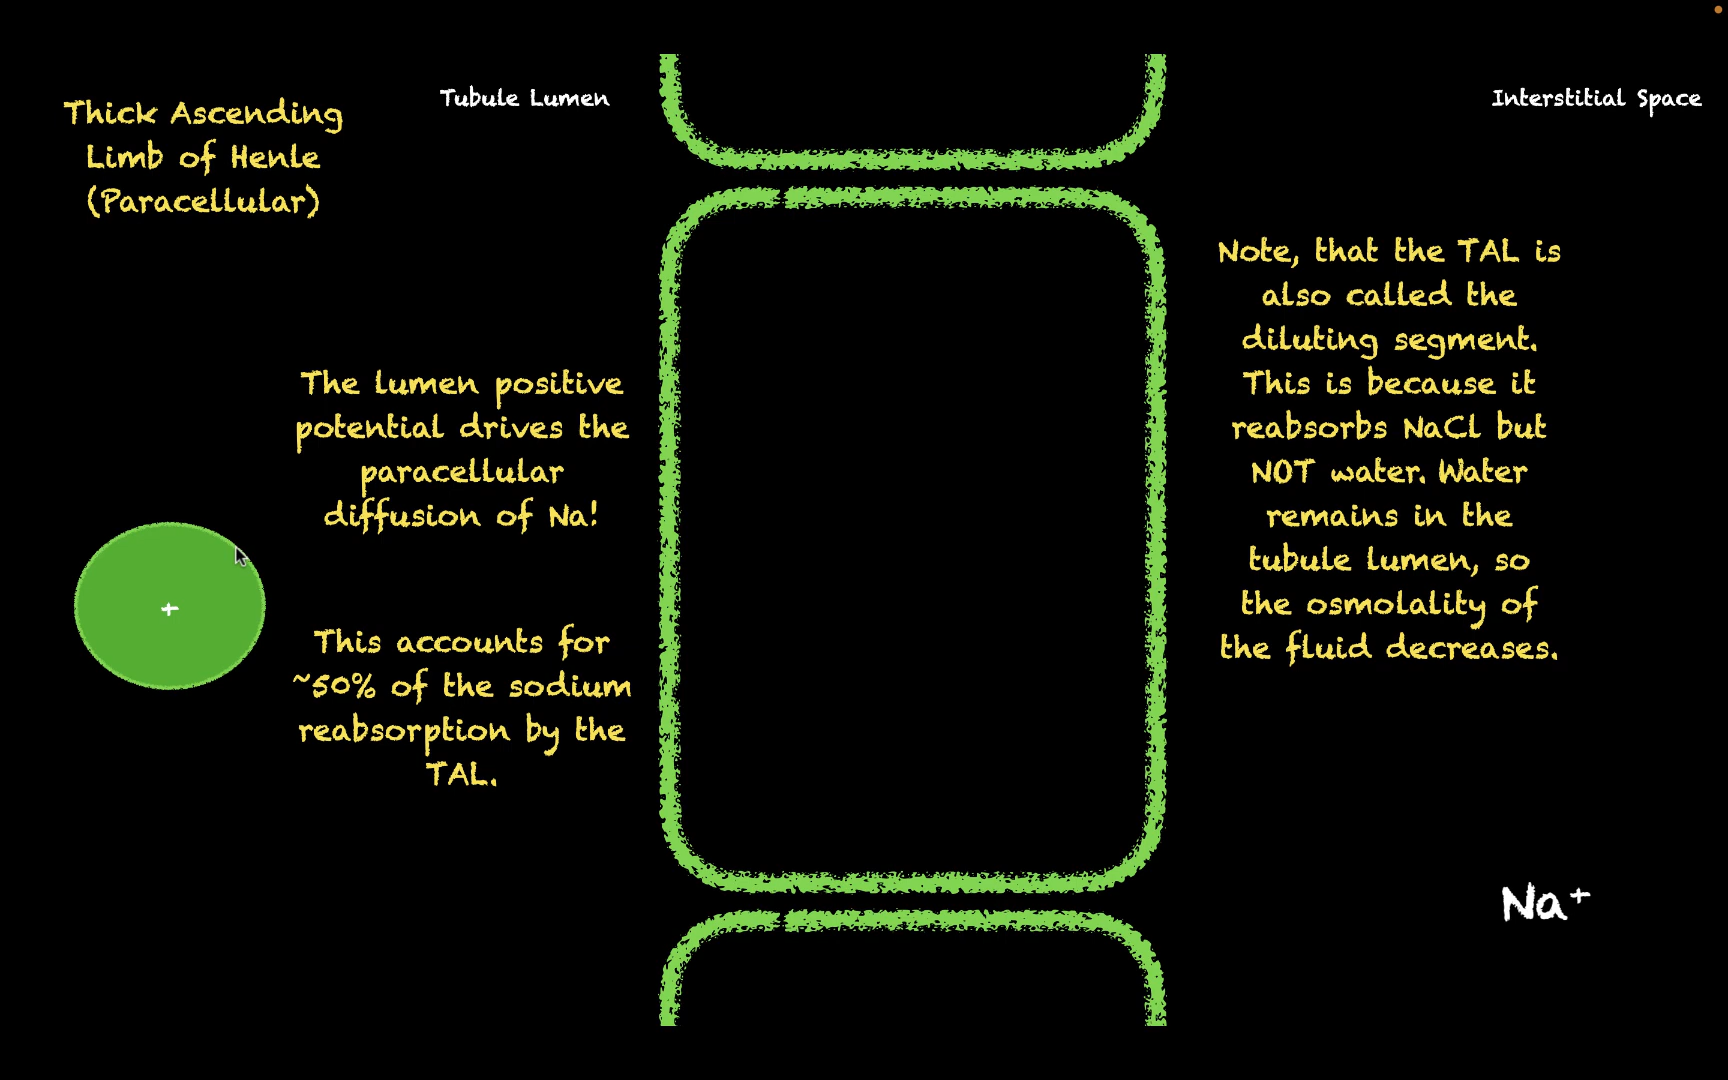 Thick Ascending
Limb of Henle
(Paracellular)
Tubule Lumen
Interstitial Space
The lumen positive
potential drives the
paracellular
diffusion of Na!
+
This accounts for
~50% of the sodium
reabsorption by the
TAL.
Note, that the TAL is
also called the
diluting segment.
This is because it
reabsorbs NaCl but
NOT water. Water
remains in the
tubule lumen, so
the osmolality of
the fluid decreases.
Na⁺